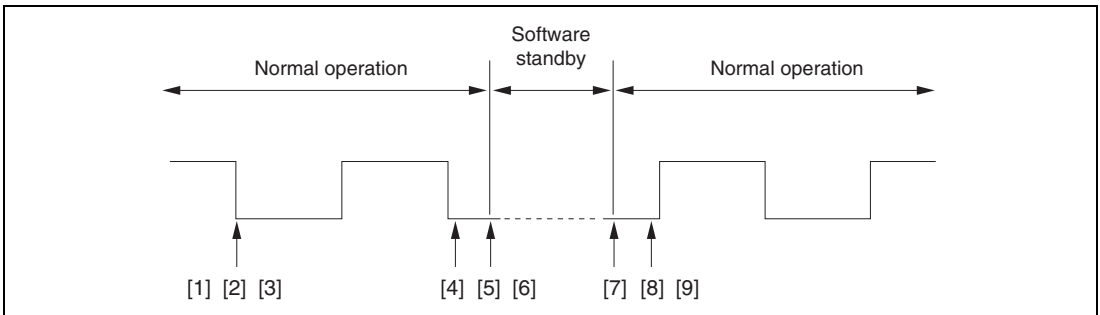 Software
standby
Normal operation
Normal operation
[1] [2] [3]
[4] [5] [6]
[7] [8] [9]